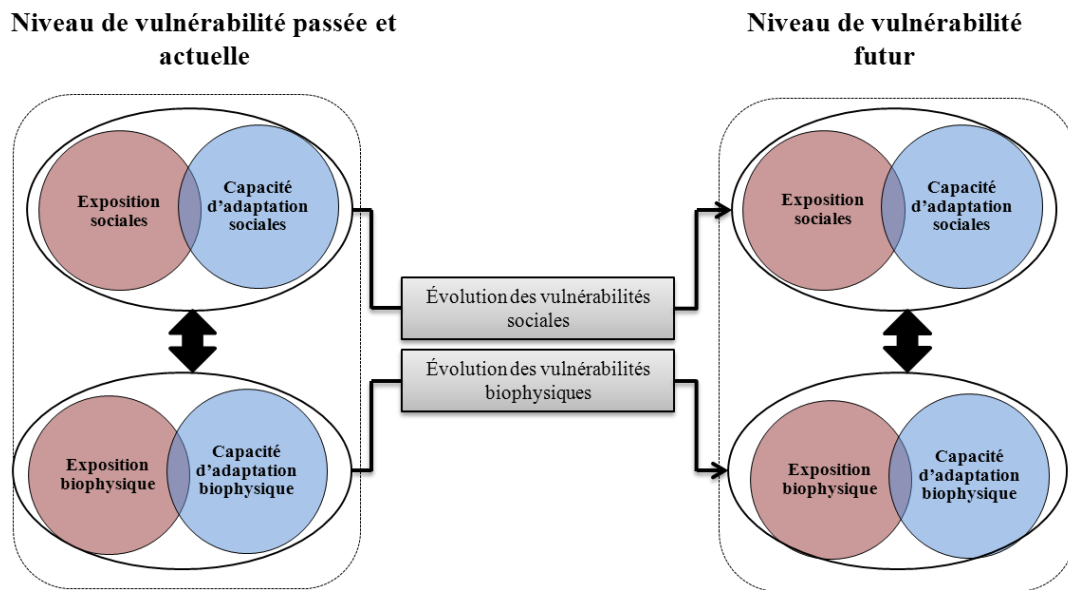 Niveau de vulnérabilité passée et
actuelle
Niveau de vulnérabilité
futur
Exposition
sociales
Capacité
d'adaptation
sociales
Exposition
sociales
Capacité
d'adaptation
sociales
Évolution des vulnérabilités
sociales
Évolution des vulnérabilités
biophysiques
Exposition
biophysique
Capacité
d'adaptation
biophysique
Exposition
biophysique
Capacité
d'adaptation
biophysique